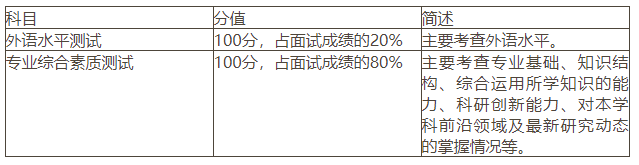 科目 分值 简述
外语水平测试 100分，占面试成绩的20% 主要考查外语水平。
专业综合素质测试 100分，占面试成绩的80% 主要考查专业基础、知识结
构、综合运用所学知识的能
力、科研创新能力、对本学
科前沿领域及最新研究动态
的掌握情况等。